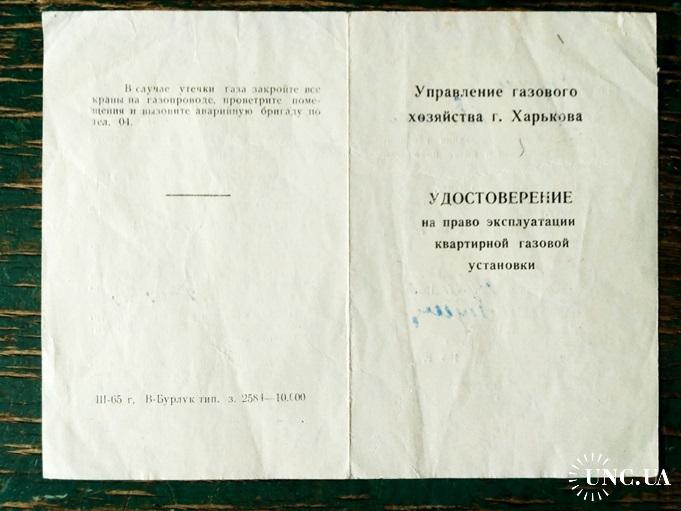 В случае утечки газа закройте все
краны на газопроводе, проветрите поме-
щения и вызовите аварийную бригаду по
тел. 04.
III-65 г. В-Бурлук тип. з. 2584—10.000
Управление газового
хозяйства г. Харькова
УДОСТОВЕРЕНИЕ
на право эксплуатации
квартирной газовой
установки
UNC.UA